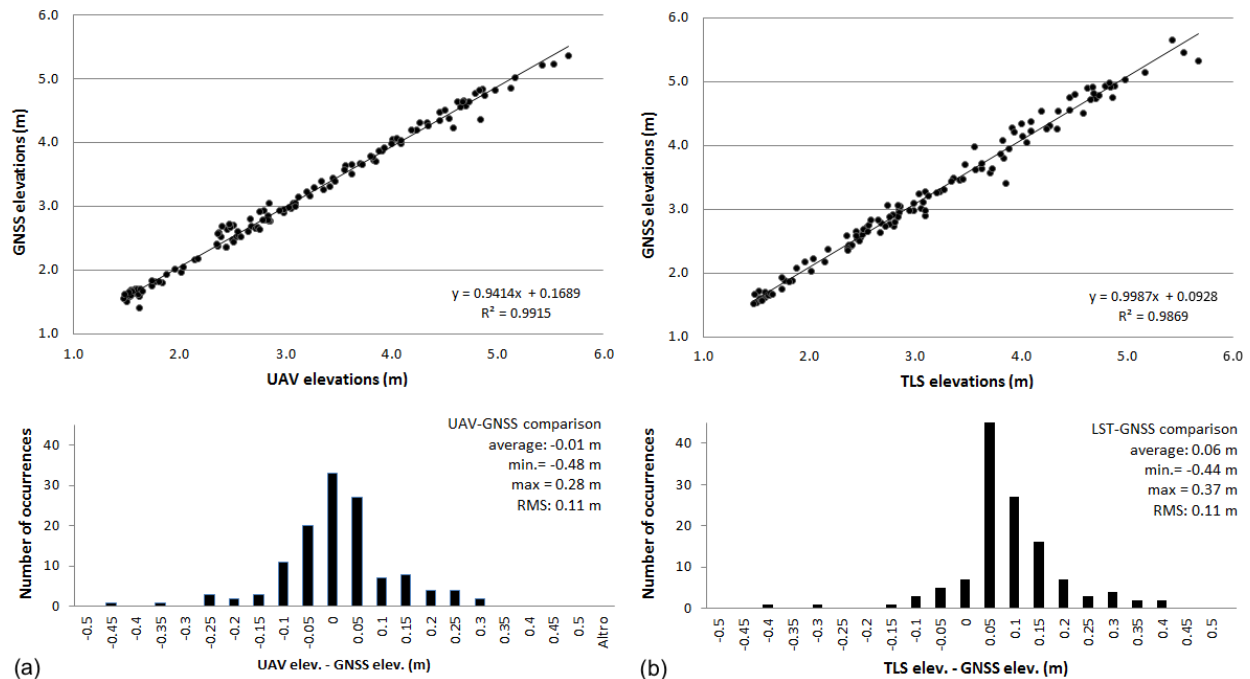 6.0
5.0
4.0
3.0
2.0
1.0
GNSS elevations (m)
y = 0.9414x + 0.1689
R² = 0.9915
1.0 2.0 3.0 4.0 5.0 6.0
UAV elevations (m)
6.0
5.0
4.0
3.0
2.0
1.0
GNSS elevations (m)
y = 0.9987x + 0.0928
R² = 0.9869
1.0 2.0 3.0 4.0 5.0 6.0
TLS elevations (m)
UAV-GNSS comparison
average: -0.01 m
min.= -0.48 m
max = 0.28 m
RMS: 0.11 m
Number of occurrences
40
30
20
10
0
-0.5 -0.45 -0.4 -0.35 -0.3 -0.25 -0.2 -0.15 -0.1 -0.05 0 0.05 0.1 0.15 0.2 0.25 0.3 0.35 0.4 0.45 0.5 Altro
(a)
UAV elev. - GNSS elev. (m)
LST-GNSS comparison
average: 0.06 m
min.= -0.44 m
max = 0.37 m
RMS: 0.11 m
Number of occurrences
40
30
20
10
0
-0.5 -0.45 -0.4 -0.35 -0.3 -0.25 -0.2 -0.15 -0.1 -0.05 0 0.05 0.1 0.15 0.2 0.25 0.3 0.35 0.4 0.45 0.5
(b)
TLS elev. - GNSS elev. (m)